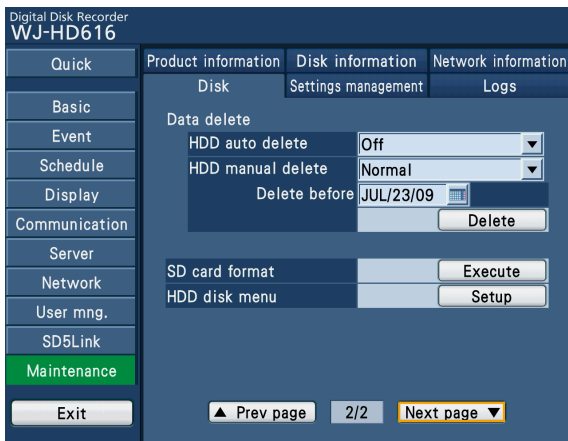 Digital Disk Recorder
WJ-HD616
Quick
Product information Disk information Network information
Disk Settings management Logs
Basic
Event
Schedule
Display
Communication
Server
Network
User mng.
SD5Link
Maintenance
Exit
Data delete
HDD auto delete Off ▼
HDD manual delete Normal ▼
Delete before JUL/23/09
Delete
SD card format Execute
HDD disk menu Setup
▲ Prev page 2/2 Next page ▼